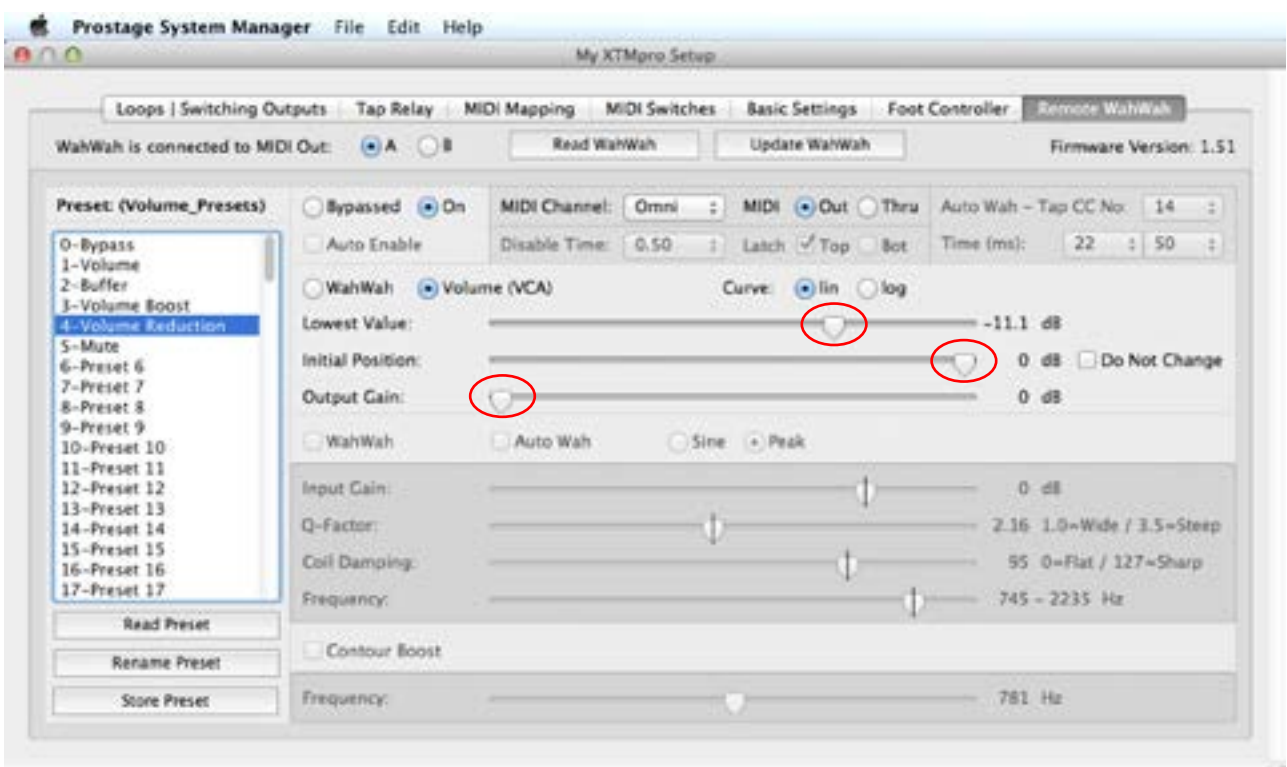 Prostage System Manager File Edit Help
My XTMpro Setup
Loops | Switching Outputs Tap Relay MIDI Mapping MIDI Switches Basic Settings Foot Controller Remote WahWah
WahWah is connected to MIDI Out: A B Read WahWah Update WahWah Firmware Version: 1.51
Preset: (Volume_Presets) Bypassed On MIDI Channel: Omni MIDI Out Thru Auto Wah - Tap CC No: 14
Auto Enable Disable Time: 0.50 Latch Top Bot Time (ms): 22 50
0-Bypass
1-Volume
2-Buffer
3-Volume Boost
4-Volume Reduction
5-Mute
6-Preset 6
7-Preset 7
8-Preset 8
9-Preset 9
10-Preset 10
11-Preset 11
12-Preset 12
13-Preset 13
14-Preset 14
15-Preset 15
16-Preset 16
17-Preset 17
Read Preset
Rename Preset
Store Preset
WahWah Volume (VCA) Curve: lin log
Lowest Value: -11.1 dB
Initial Position: 0 dB Do Not Change
Output Gain: 0 dB
WahWah Auto Wah Sine Peak
Input Gain: 0 dB
Q-Factor: 2.16 1.0=Wide / 3.5=Steep
Coil Damping: 95 0=Flat / 127=Sharp
Frequency: 745 - 2235 Hz
Contour Boost
Frequency: 781 Hz